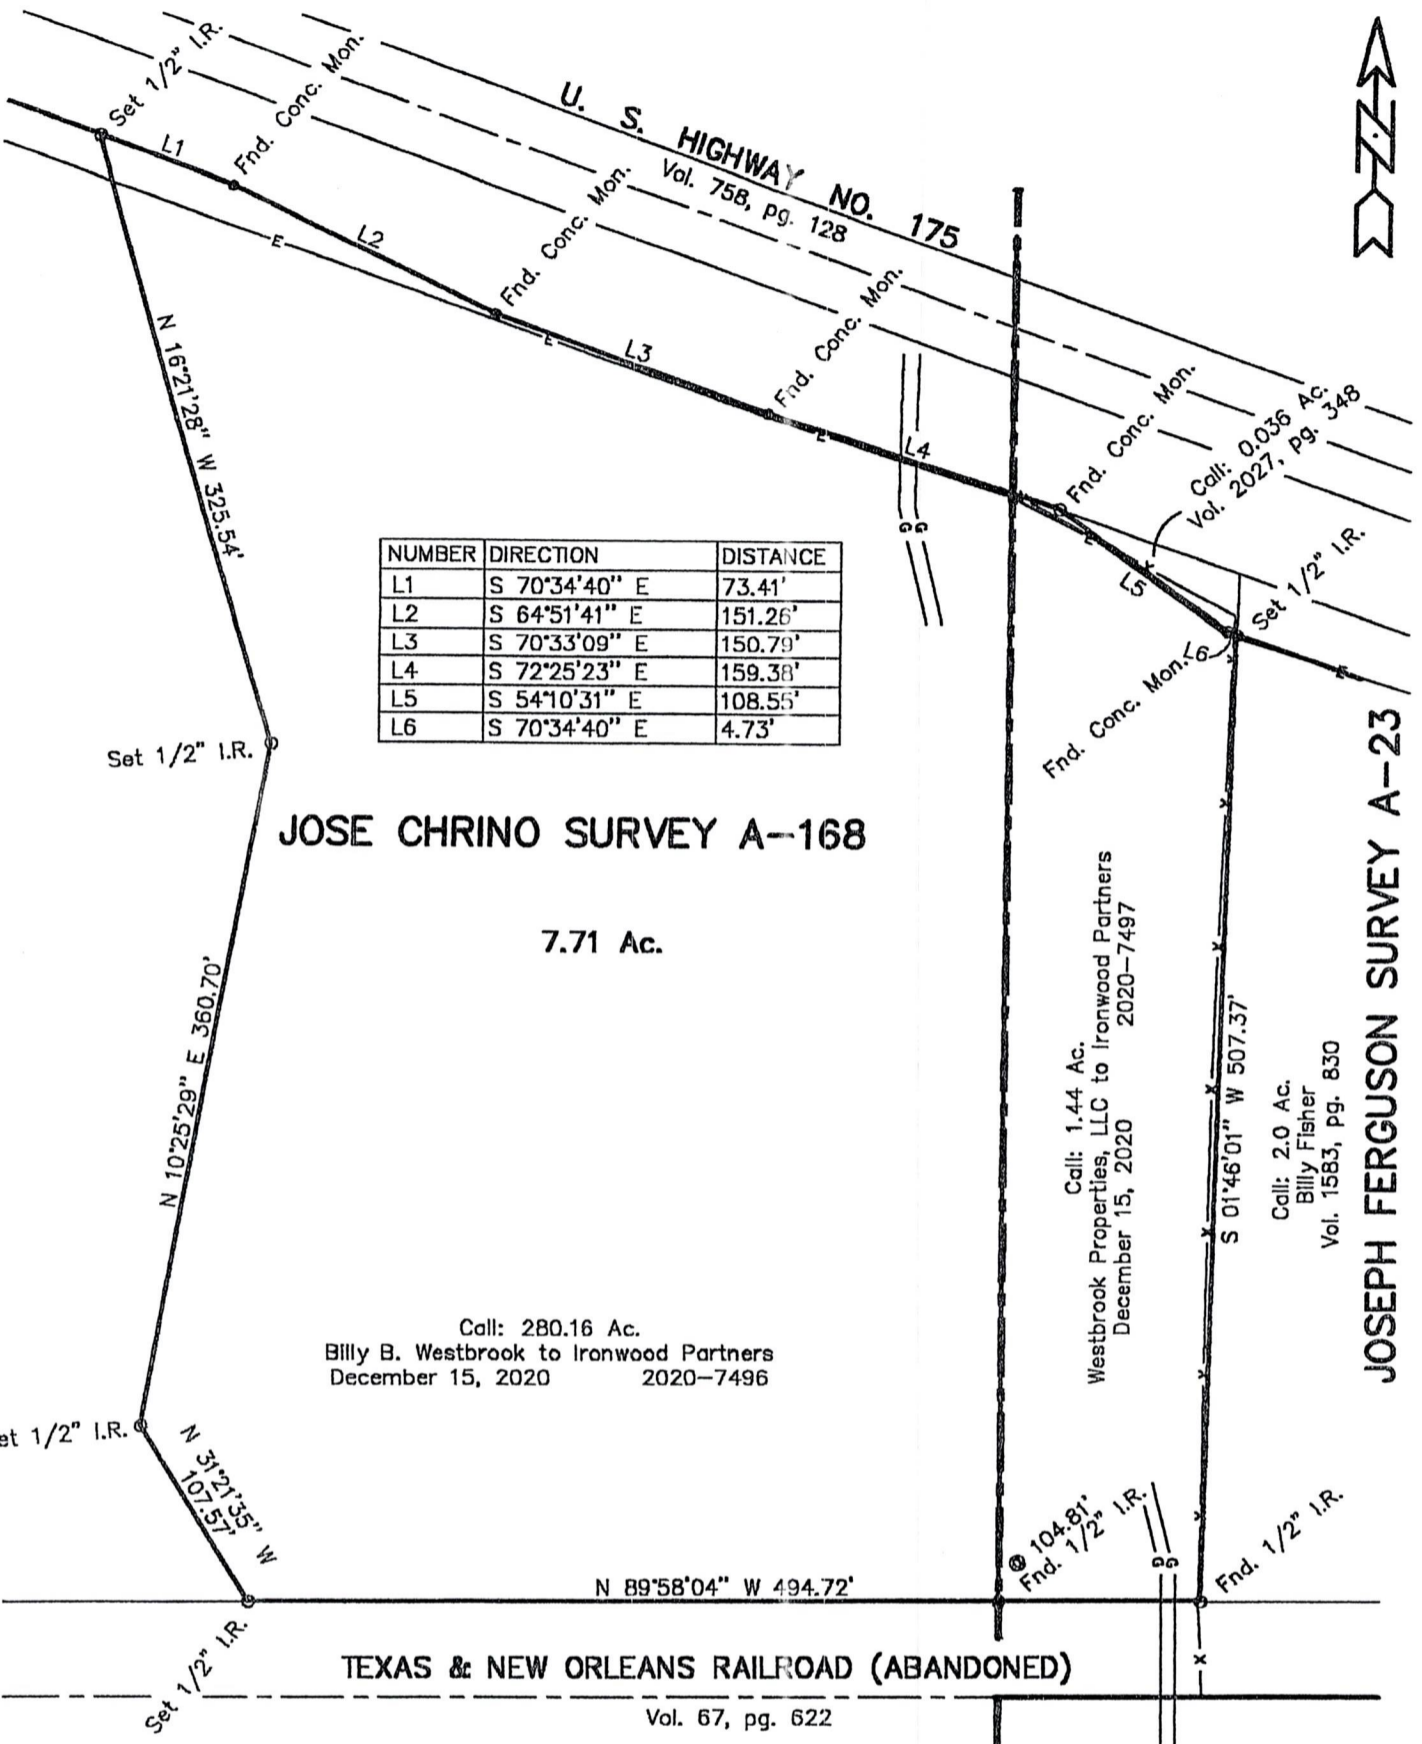 Set 1/2" I.R.
Fnd. Conc. Mon.
U. S. HIGHWAY NO. 175
Vol. 758, pg. 128
N
L1
L2
E
Fnd. Conc. Mon.
E
L3
Fnd. Conc. Mon.
E
L4
Fnd. Conc. Mon.
Call: 0.036 Ac.
Vol. 2027, pg. 348
E
X
L5
Set 1/2" I.R.
L6
Fnd. Conc. Mon.
E
G G
N 16°21'28" W 325.54'
NUMBER DIRECTION DISTANCE
L1 S 70°34'40" E 73.41'
L2 S 64°51'41" E 151.26'
L3 S 70°33'09" E 150.79'
L4 S 72°25'23" E 159.38'
L5 S 54°10'31" E 108.55'
L6 S 70°34'40" E 4.73'
Set 1/2" I.R.
JOSE CHRINO SURVEY A-168
7.71 Ac.
N 10°25'29" E 360.70'
Call: 1.44 Ac.
Westbrook Properties, LLC to Ironwood Partners
December 15, 2020 2020-7497
X
X
X
X
X
X
S 01°46'01" W 507.37'
Call: 2.0 Ac.
Billy Fisher
Vol. 1583, pg. 830
JOSEPH FERGUSON SURVEY A-23
Call: 280.16 Ac.
Billy B. Westbrook to Ironwood Partners
December 15, 2020 2020-7496
et 1/2" I.R.
N 31°21'35" W
107.57'
@ 104.81'
Fnd. 1/2" I.R.
G G
Fnd. 1/2" I.R.
N 89°58'04" W 494.72'
Set 1/2" I.R.
TEXAS & NEW ORLEANS RAILROAD (ABANDONED)
X
Vol. 67, pg. 622